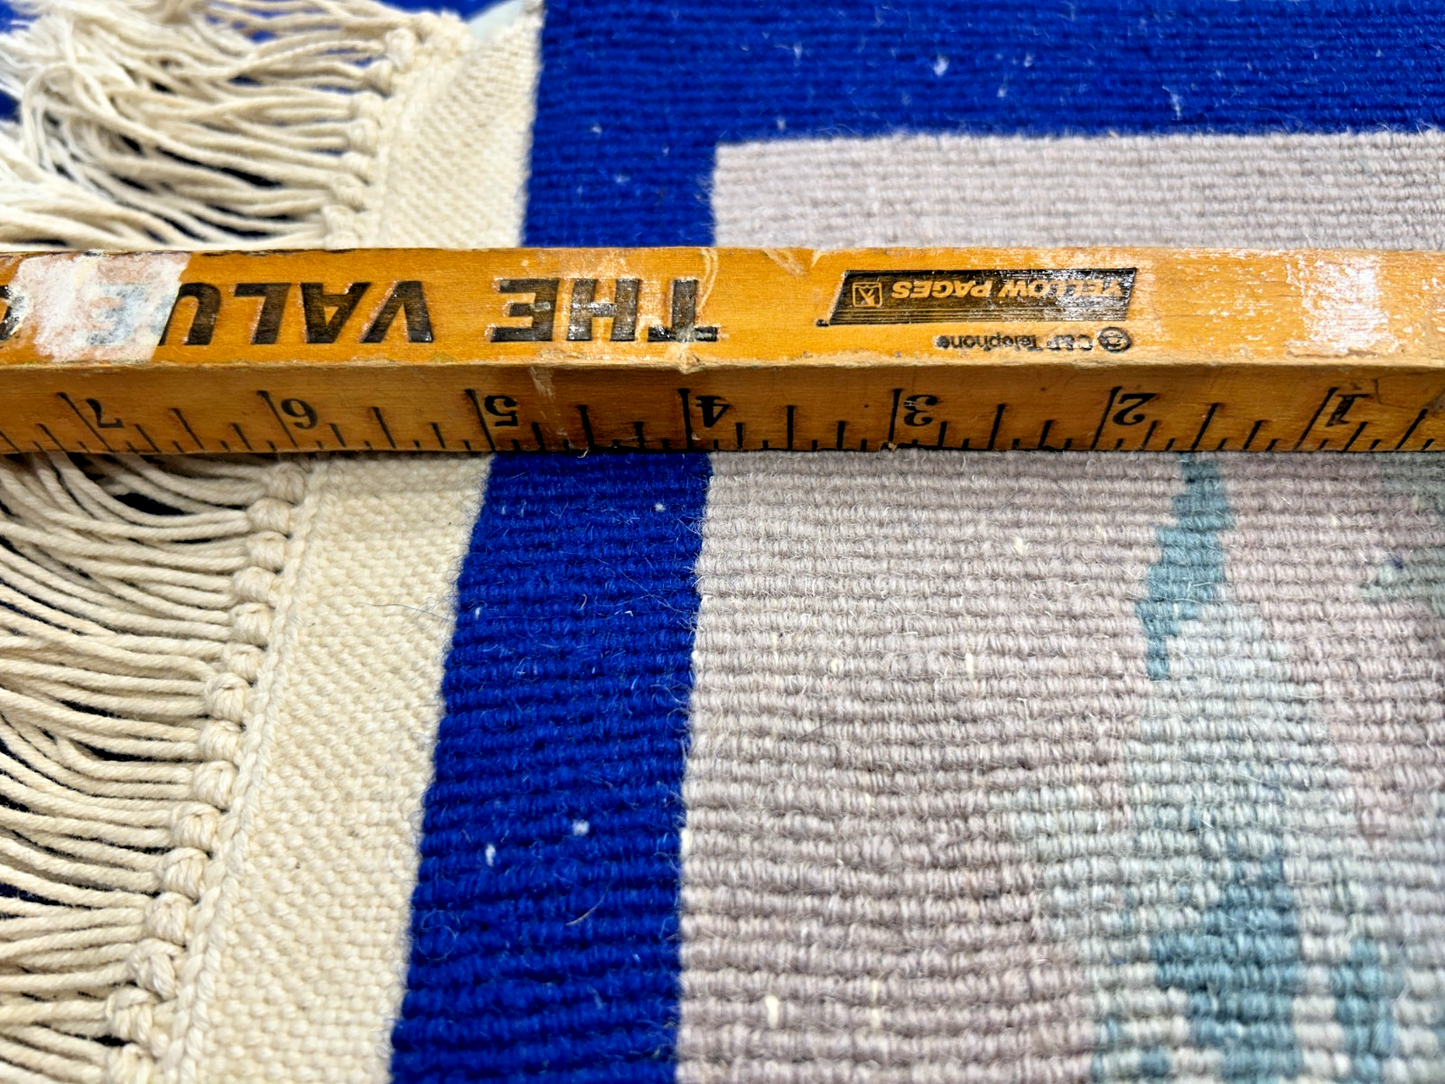 THE VALU
YELLOW PAGES
© C&P Telephone
1 2 3 4 5 6 7